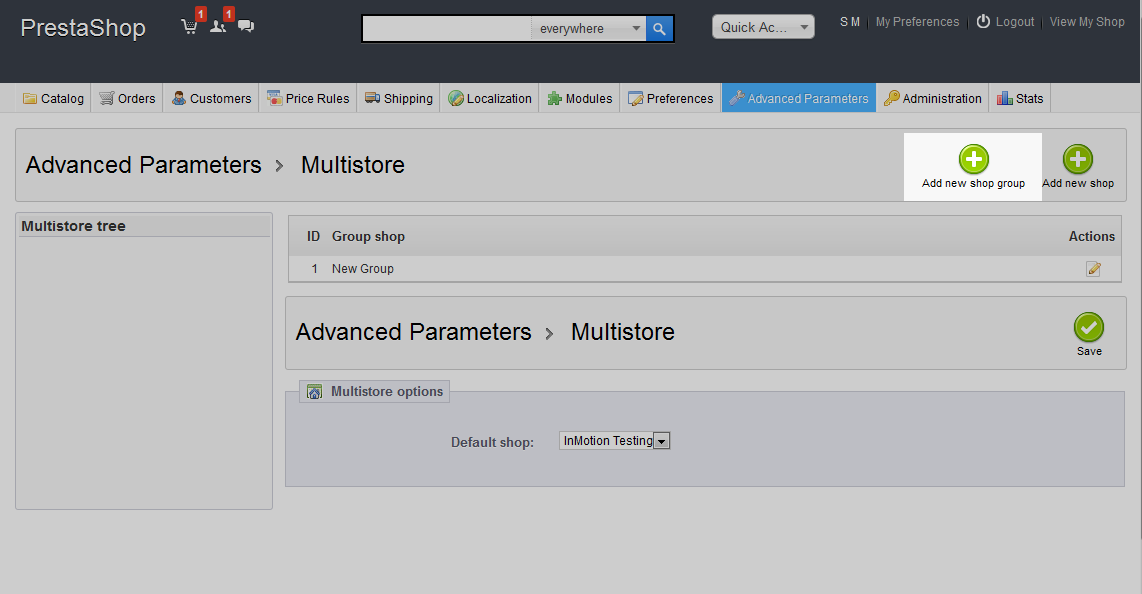 PrestaShop 1 1 everywhere Quick Ac... S M My Preferences Logout View My Shop
Catalog Orders Customers Price Rules Shipping Localization Modules Preferences Advanced Parameters Administration Stats
Advanced Parameters > Multistore
Add new shop group Add new shop
Multistore tree
ID Group shop Actions
1 New Group
Advanced Parameters > Multistore
Save
Multistore options
Default shop: InMotion Testing